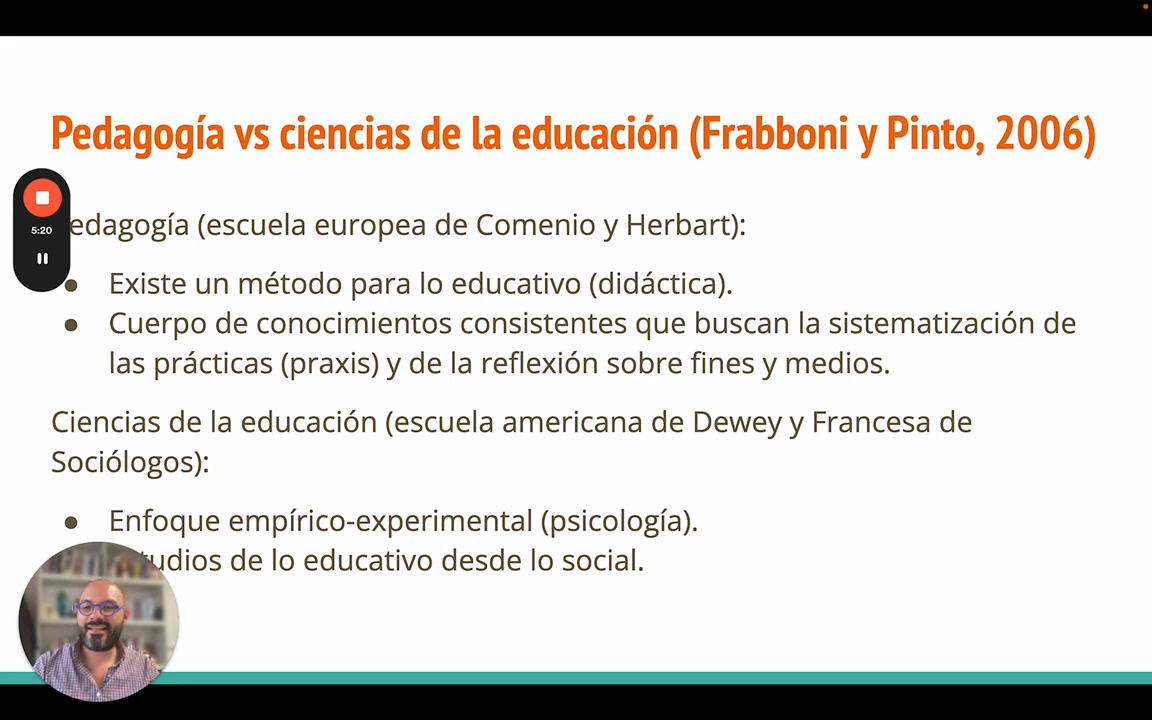 Pedagogía vs ciencias de la educación (Frabboni y Pinto, 2006)
5:20
edagogía (escuela europea de Comenio y Herbart):
● Existe un método para lo educativo (didáctica).
● Cuerpo de conocimientos consistentes que buscan la sistematización de
las prácticas (praxis) y de la reflexión sobre fines y medios.
Ciencias de la educación (escuela americana de Dewey y Francesa de
Sociólogos):
● Enfoque empírico-experimental (psicología).
tudios de lo educativo desde lo social.